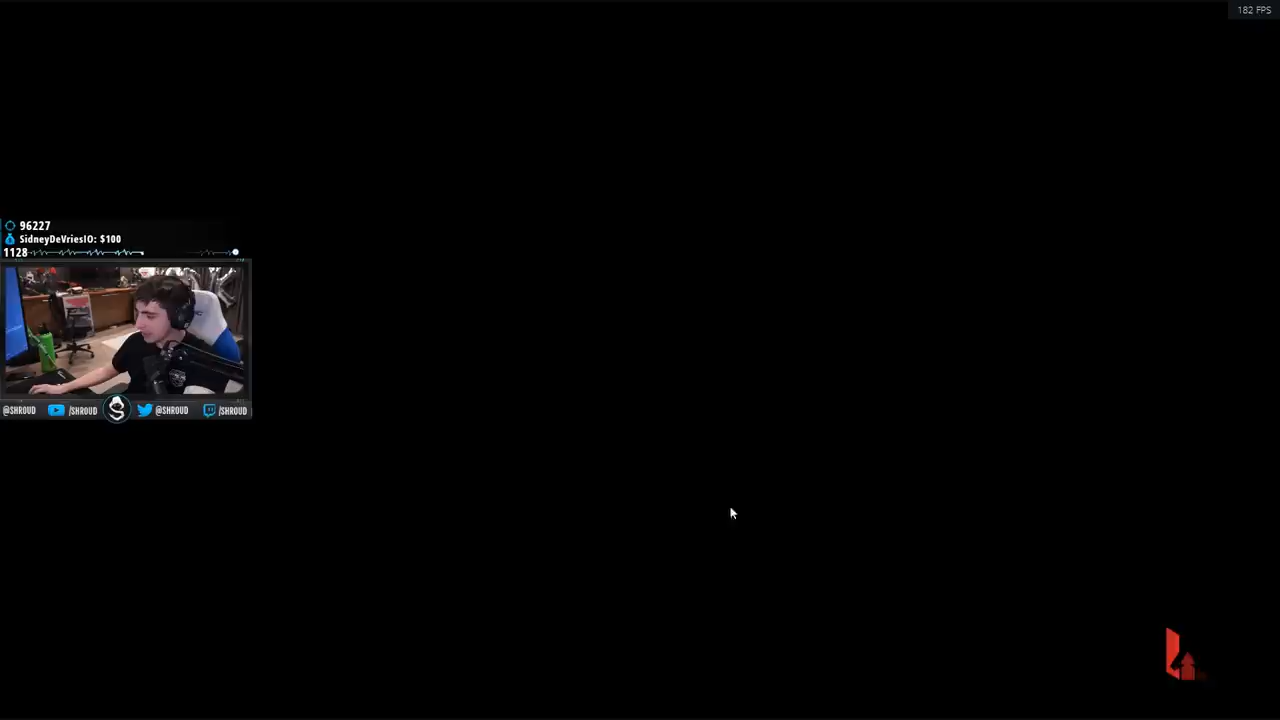 182 FPS
96227
SidneyDeVriesIO: $100
1128
@SHROUD /SHROUD S @SHROUD /SHROUD